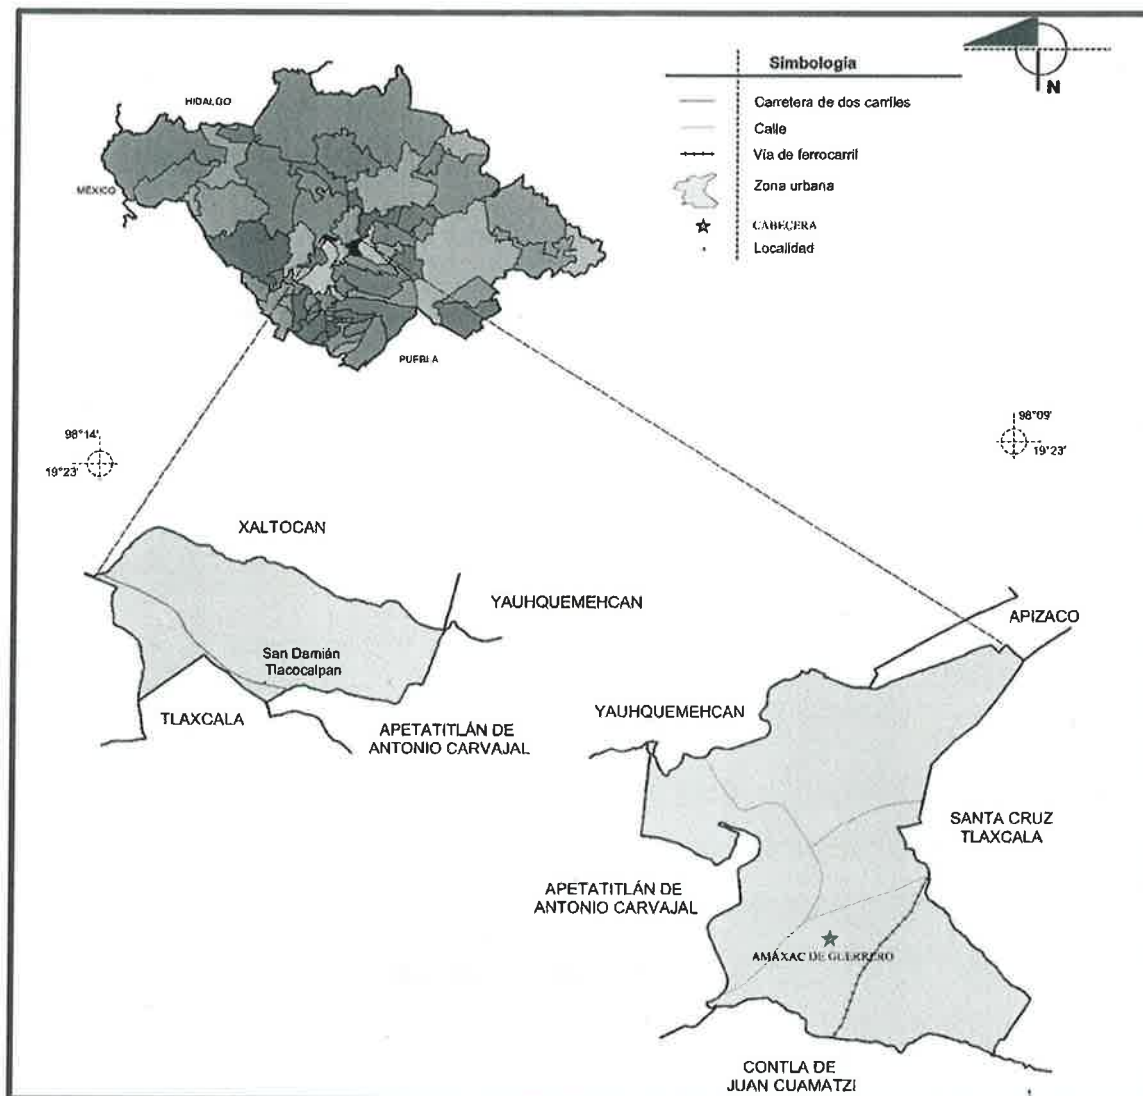 Simbología
N
Carretera de dos carriles
Calle
Vía de ferrocarril
Zona urbana
CABECERA
Localidad
HIDALGO
MÉXICO
PUEBLA
98°14'
19°23'
98°09'
19°23'
XALTOCAN
YAUHQUEMEHCAN
San Damián
Tlacocalpan
TLAXCALA
APETATITLÁN DE
ANTONIO CARVAJAL
APIZACO
YAUHQUEMEHCAN
SANTA CRUZ
TLAXCALA
APETATITLÁN DE
ANTONIO CARVAJAL
AMÁXAC DE GUERRERO
CONTLA DE
JUAN CUAMATZI